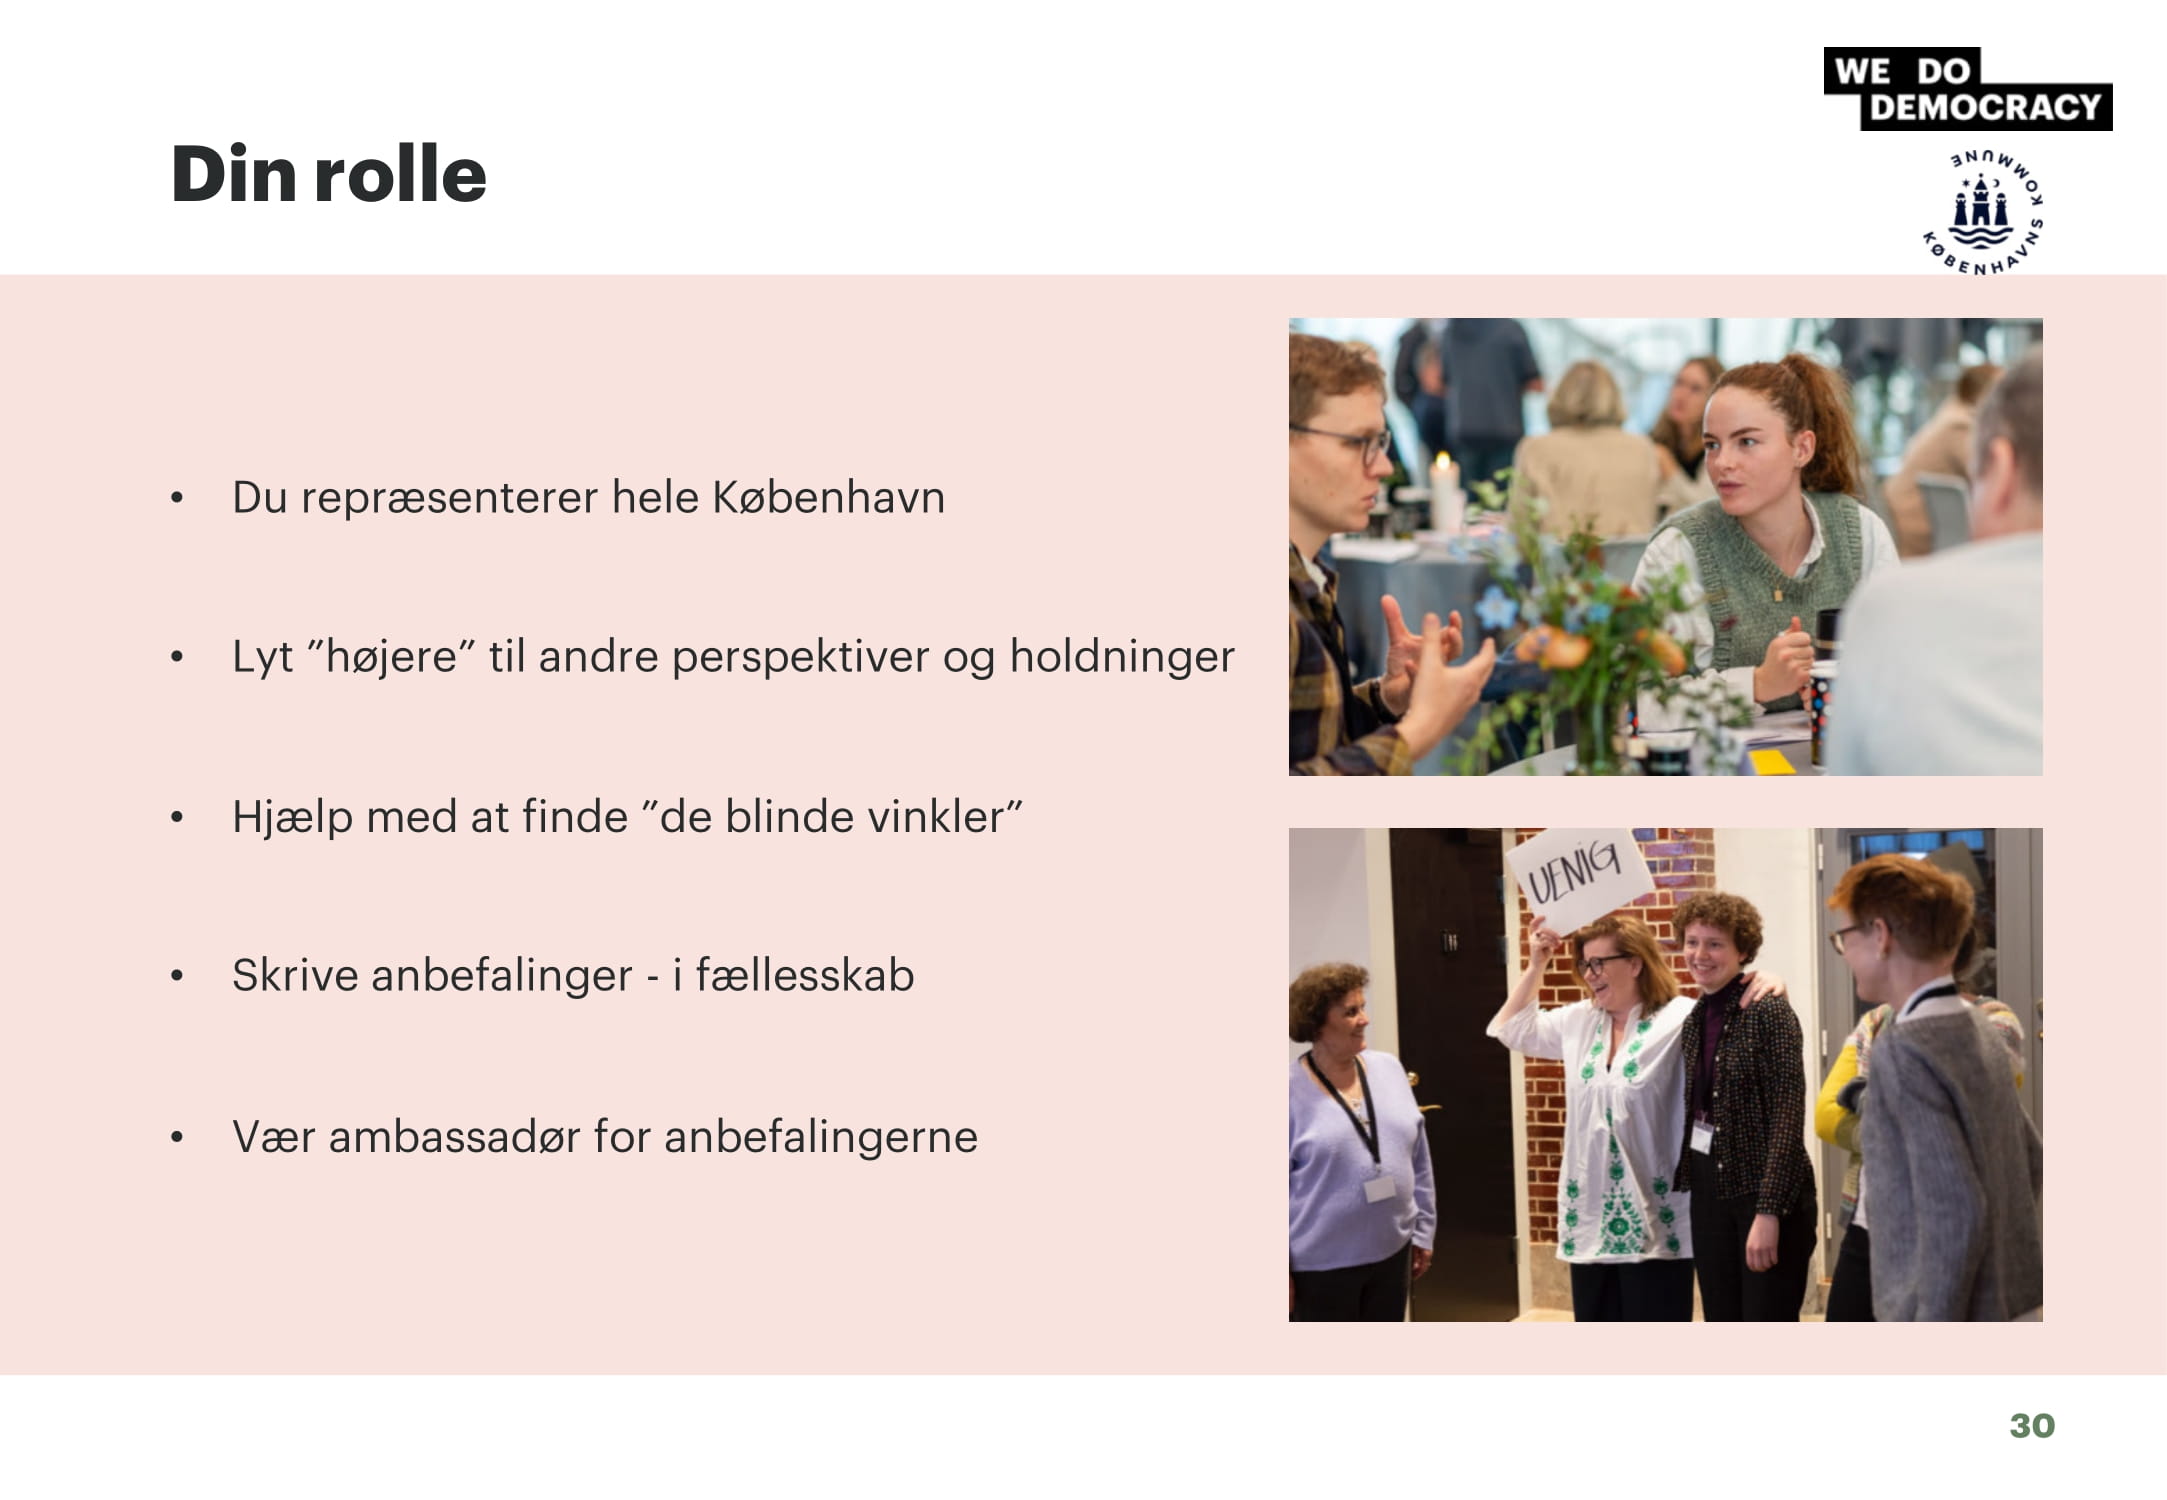 WE DO
DEMOCRACY
KØBENHAVNS KOMMUNE
Din rolle
• Du repræsenterer hele København
• Lyt ”højere” til andre perspektiver og holdninger
• Hjælp med at finde ”de blinde vinkler”
• Skrive anbefalinger - i fællesskab
• Vær ambassadør for anbefalingerne
UENIG
30